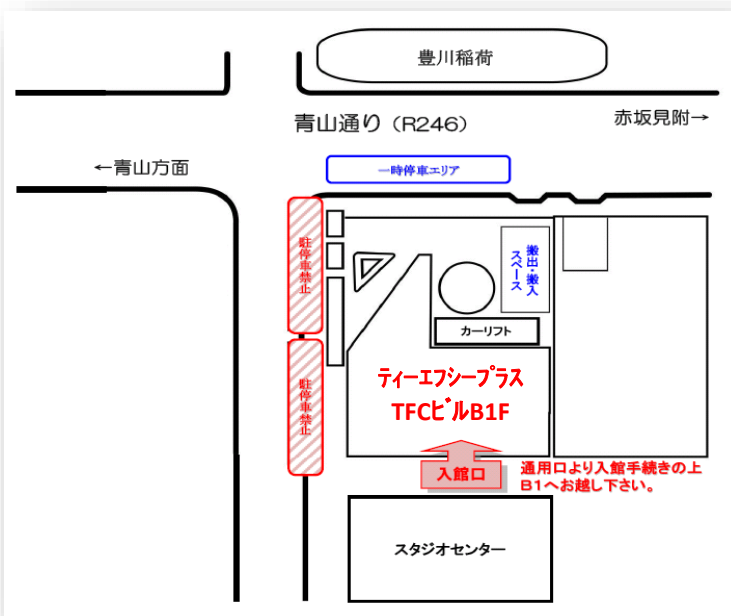 豊川稲荷
青山通り（R246）
赤坂見附→
←青山方面
一時停車エリア
駐停車禁止
搬出・搬入
スペース
カーリフト
駐停車禁止
ティーエフシープラス
TFCビルB1F
入館口
通用口より入館手続きの上
B1へお越し下さい。
スタジオセンター